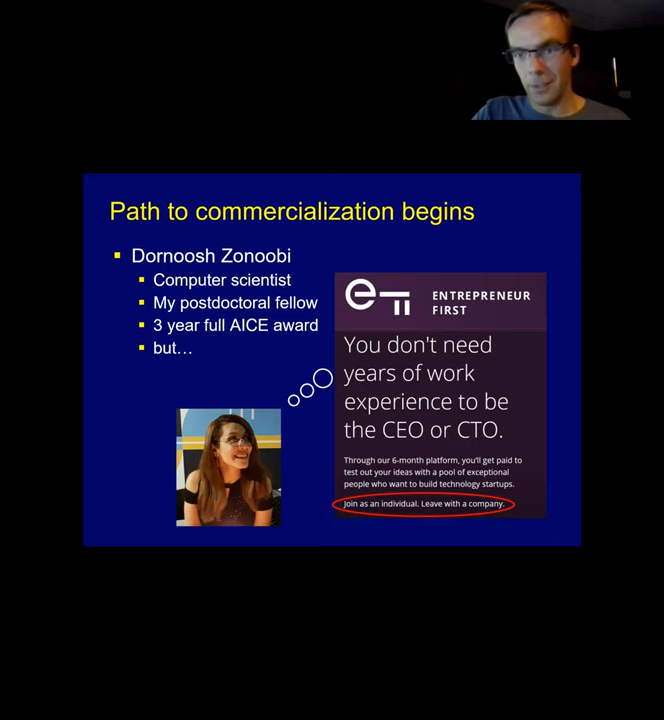 Path to commercialization begins
Dornoosh Zonoobi
Computer scientist
My postdoctoral fellow
3 year full AICE award
but…
ENTREPRENEUR
FIRST
You don't need
years of work
experience to be
the CEO or CTO.
Through our 6-month platform, you'll get paid to
test out your ideas with a pool of exceptional
people who want to build technology startups.
Join as an individual. Leave with a company.